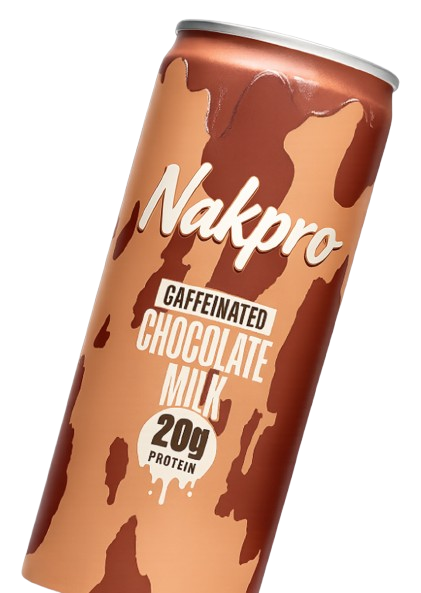 Nakpro
CAFFEINATED
CHOCOLATE
MILK
20g
PROTEIN